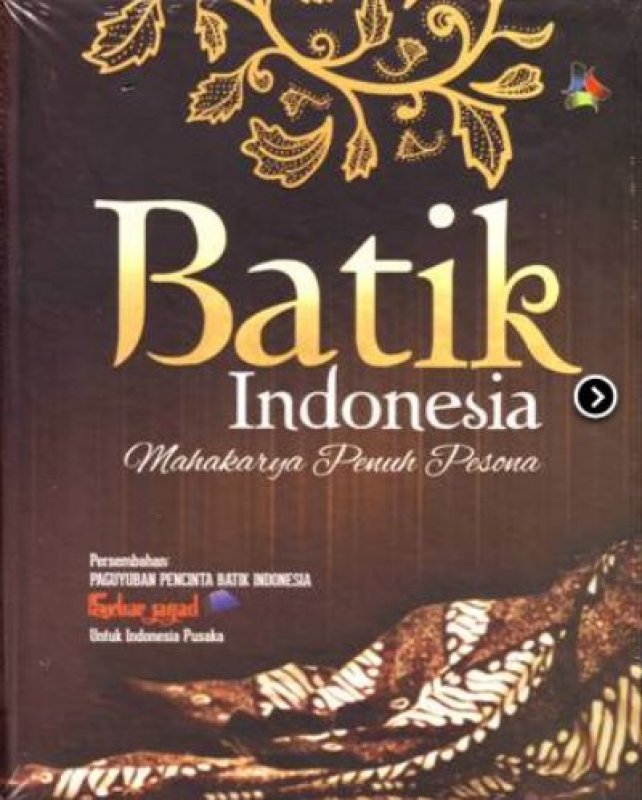 Batik
Indonesia
Mahakarya Penuh Pesona
Persembahan:
PAGUYUBAN PENCINTA BATIK INDONESIA
Sekar jagad
Untuk Indonesia Pusaka